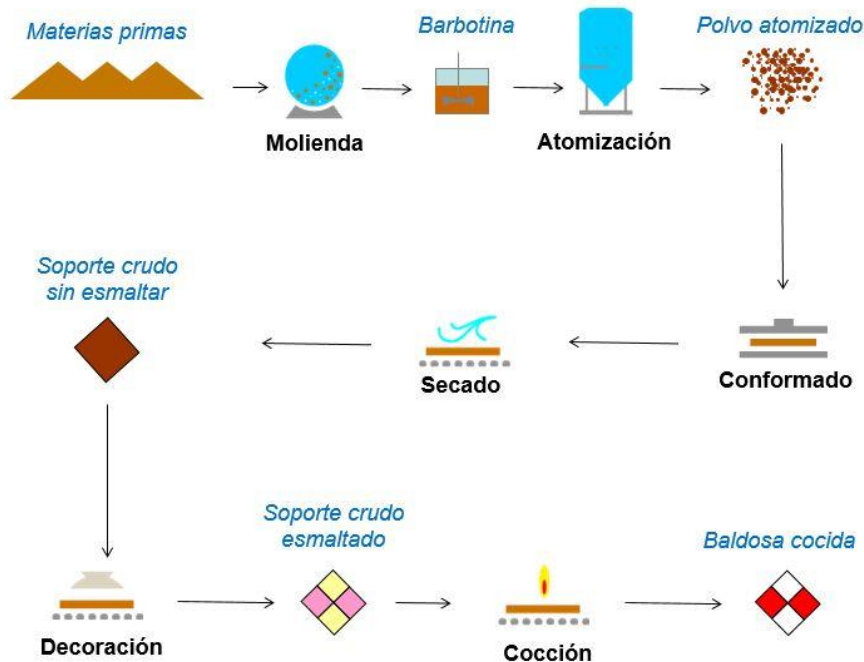 Materias primas
Barbotina
Polvo atomizado
Molienda
Atomización
Soporte crudo
sin esmaltar
Secado
Conformado
Soporte crudo
esmaltado
Baldosa cocida
Decoración
Cocción